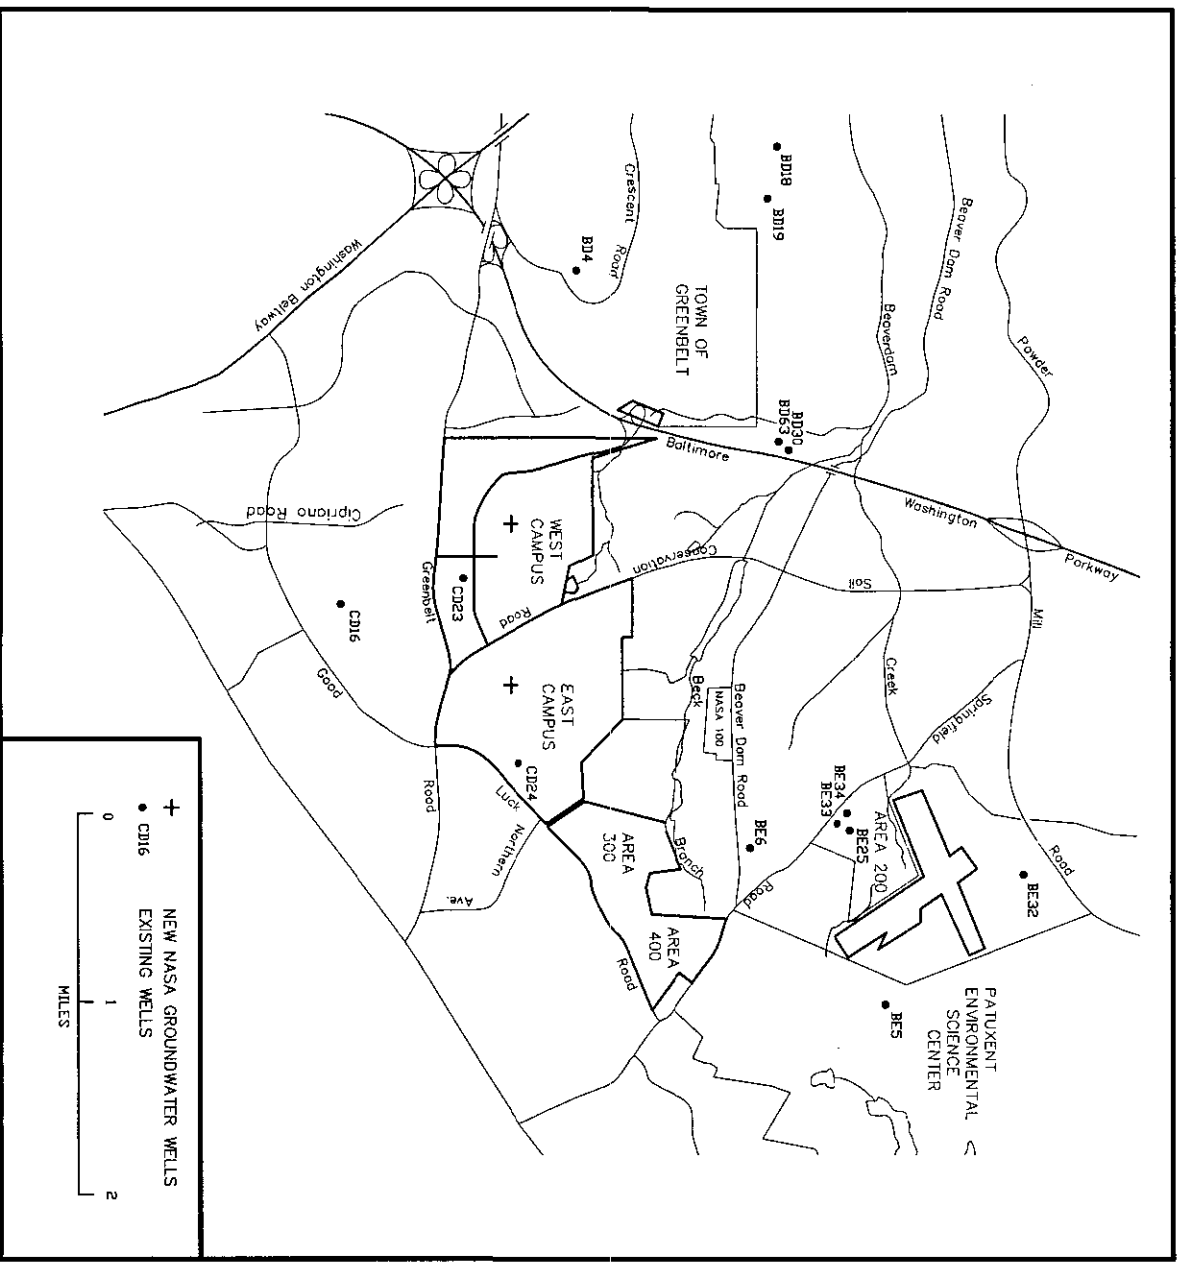 BD18
BD19
BD4
Crescent
Road
TOWN OF
GREENBELT
Beaver Dam Road
Beaverdam
Powder
BD30
BD63
Washington Beltway
Baltimore
Washington
Parkway
Cipriano Road
WEST
CAMPUS
CD23
Greenbelt
CD16
Good
Road
Conservation
Soil
Mill
Creek
Springfield
Beck
NASA 100
Beaver Dam Road
EAST
CAMPUS
CD24
Luck
Road
Northern
Ave.
BE34
BE33
BE25
AREA 200
BE6
Branch
AREA
300
AREA
400
Road
Road
Road
BE32
BE5
PATUXENT
ENVIRONMENTAL
SCIENCE
CENTER
+ NEW NASA GROUNDWATER WELLS
● CD16 EXISTING WELLS
0 1 2
MILES